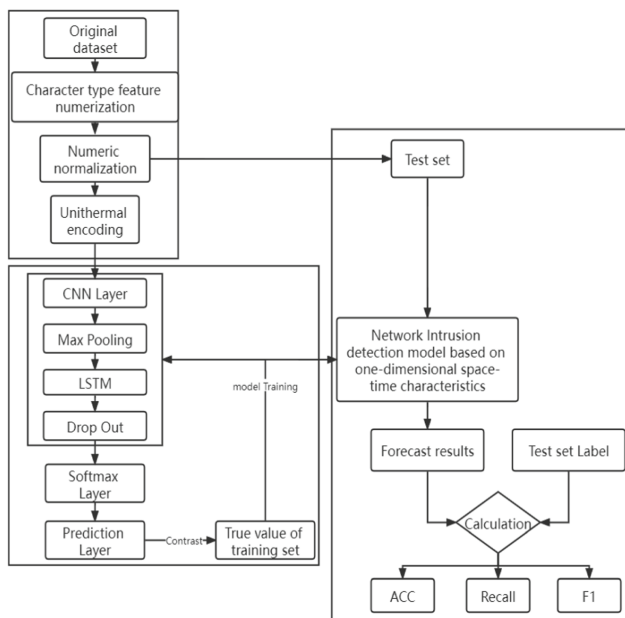 Original
dataset
Character type feature
numerization
Numeric
normalization
Unithermal
encoding
CNN Layer
Max Pooling
LSTM
Drop Out
Softmax
Layer
Prediction
Layer
Contrast
True value of
training set
model Training
Test set
Network Intrusion
detection model based on
one-dimensional space-
time characteristics
Forecast results
Test set Label
Calculation
ACC
Recall
F1